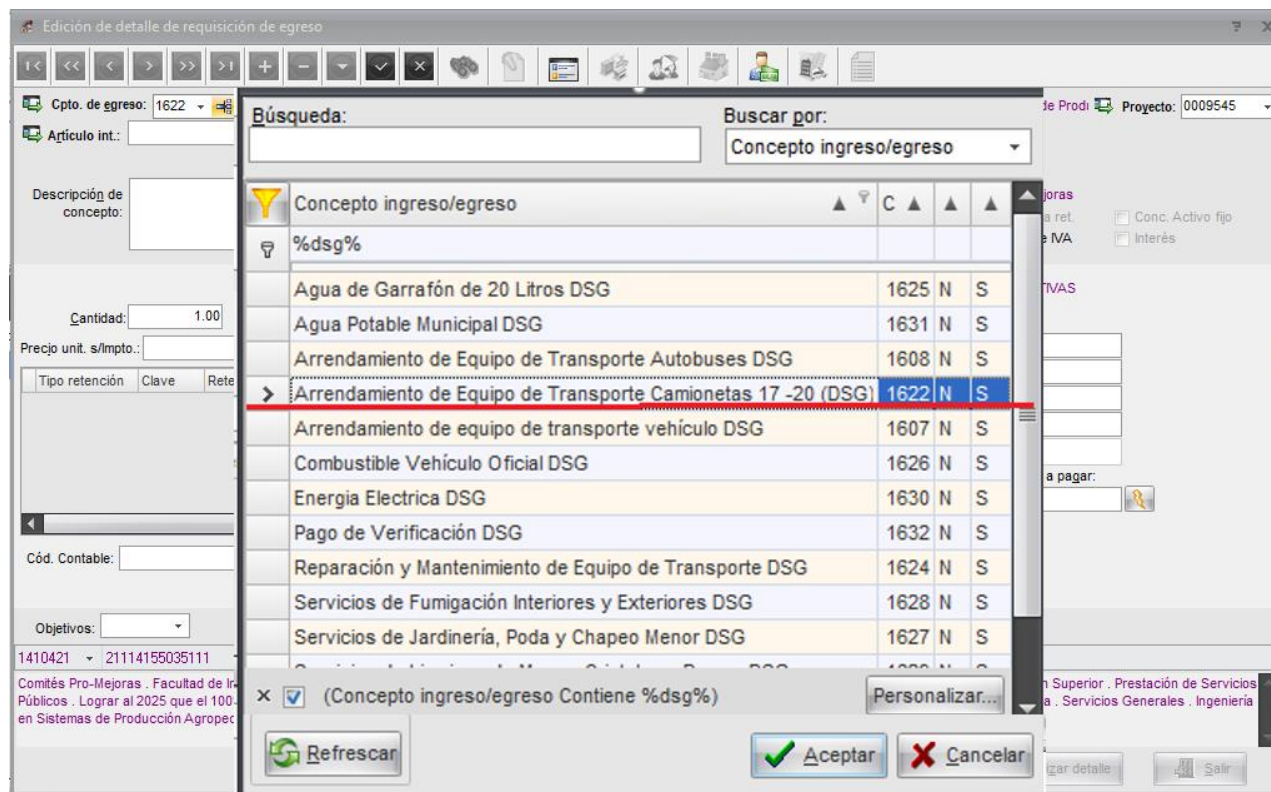 Edición de detalle de requisición de egreso
Cpto. de egreso: 1622
de Produ Proyecto: 0009545
Artículo int.:
Descripción de concepto:
Cantidad: 1.00
Precio unit. s/Impto.:
Tipo retención Clave Rete
Cód. Contable:
Objetivos:
1410421 21114155035111
Comités Pro-Mejoras . Facultad de In
Públicos . Lograr al 2025 que el 100
en Sistemas de Producción Agropec
Búsqueda:
Buscar por:
Concepto ingreso/egreso
Concepto ingreso/egreso C
%dsg%
Agua de Garrafón de 20 Litros DSG 1625 N S
Agua Potable Municipal DSG 1631 N S
Arrendamiento de Equipo de Transporte Autobuses DSG 1608 N S
Arrendamiento de Equipo de Transporte Camionetas 17 -20 (DSG) 1622 N S
Arrendamiento de equipo de transporte vehículo DSG 1607 N S
Combustible Vehículo Oficial DSG 1626 N S
Energia Electrica DSG 1630 N S
Pago de Verificación DSG 1632 N S
Reparación y Mantenimiento de Equipo de Transporte DSG 1624 N S
Servicios de Fumigación Interiores y Exteriores DSG 1628 N S
Servicios de Jardinería, Poda y Chapeo Menor DSG 1627 N S
(Concepto ingreso/egreso Contiene %dsg%)
Personalizar...
Refrescar
Aceptar
Cancelar
joras
a ret. Conc. Activo fijo
e IVA Interés
TIVAS
a pagar:
n Superior . Prestación de Servicios
a . Servicios Generales . Ingeniería
izar detalle
Salir